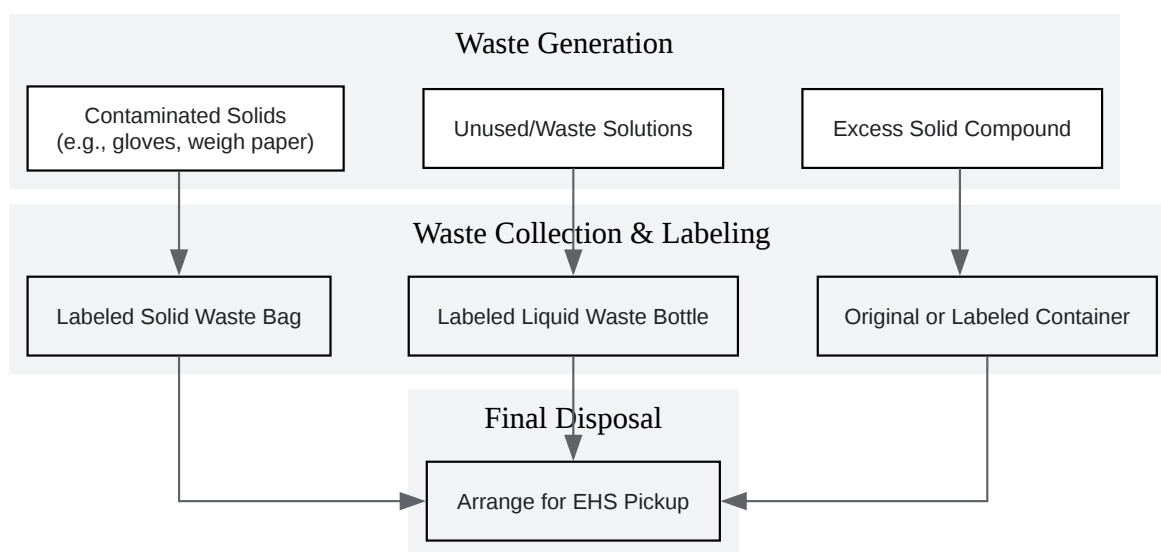 Waste Generation
Contaminated Solids
(e.g., gloves, weigh paper)
Unused/Waste Solutions
Excess Solid Compound
Waste Collection & Labeling
Labeled Solid Waste Bag
Labeled Liquid Waste Bottle
Original or Labeled Container
Final Disposal
Arrange for EHS Pickup